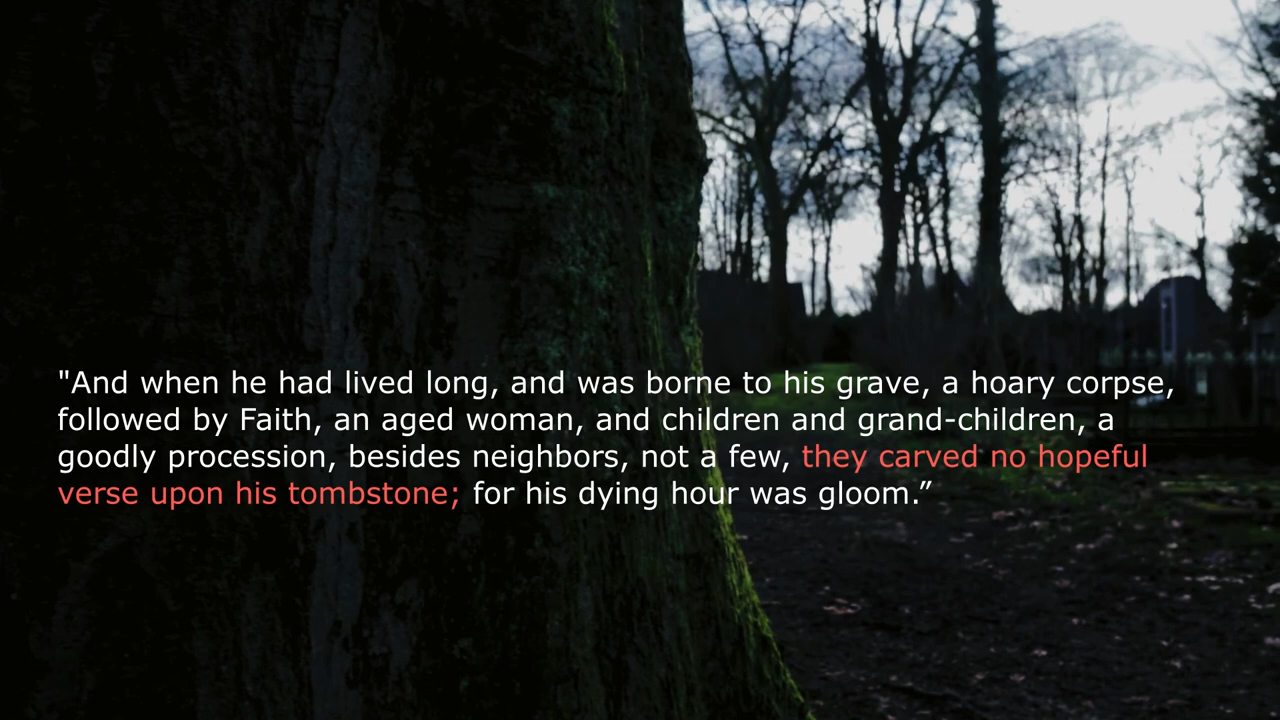 "And when he had lived long, and was borne to his grave, a hoary corpse,
followed by Faith, an aged woman, and children and grand-children, a
goodly procession, besides neighbors, not a few, they carved no hopeful
verse upon his tombstone; for his dying hour was gloom.”